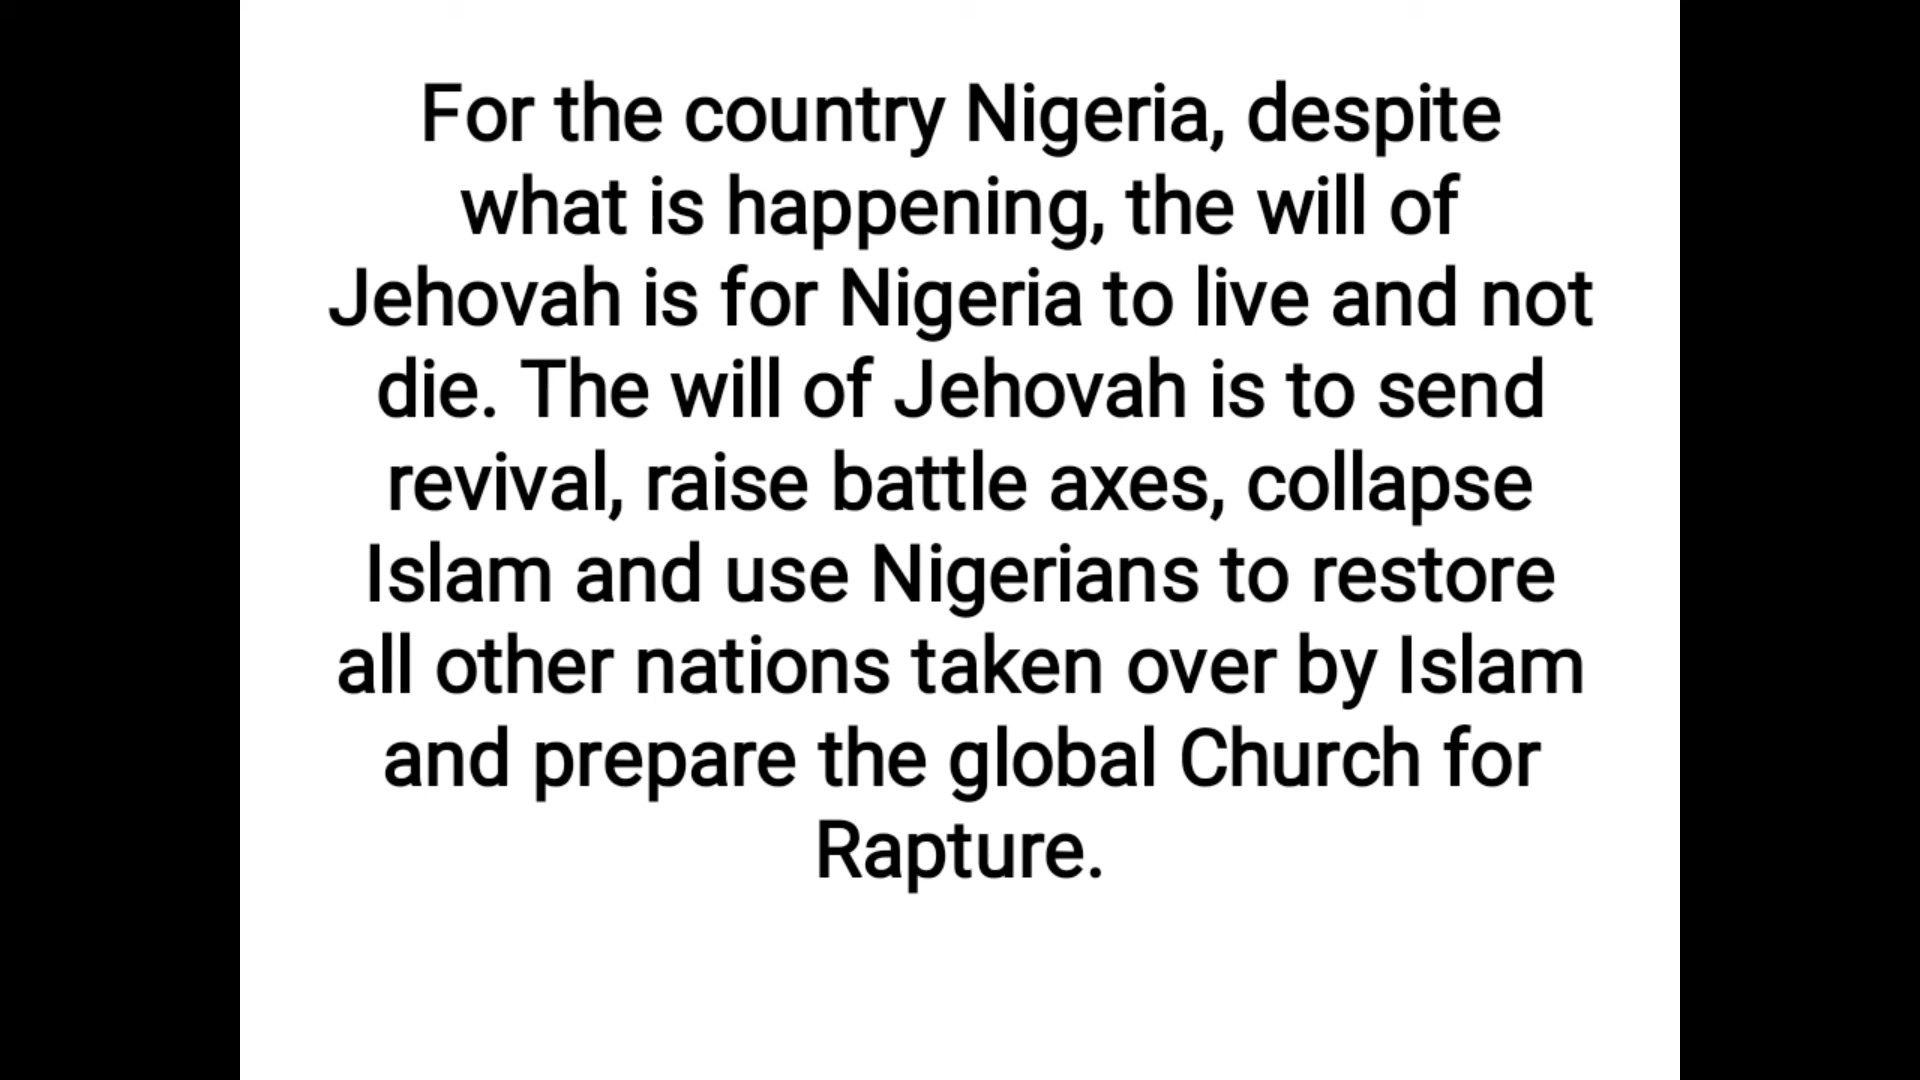 For the country Nigeria, despite
what is happening, the will of
Jehovah is for Nigeria to live and not
die. The will of Jehovah is to send
revival, raise battle axes, collapse
Islam and use Nigerians to restore
all other nations taken over by Islam
and prepare the global Church for
Rapture.